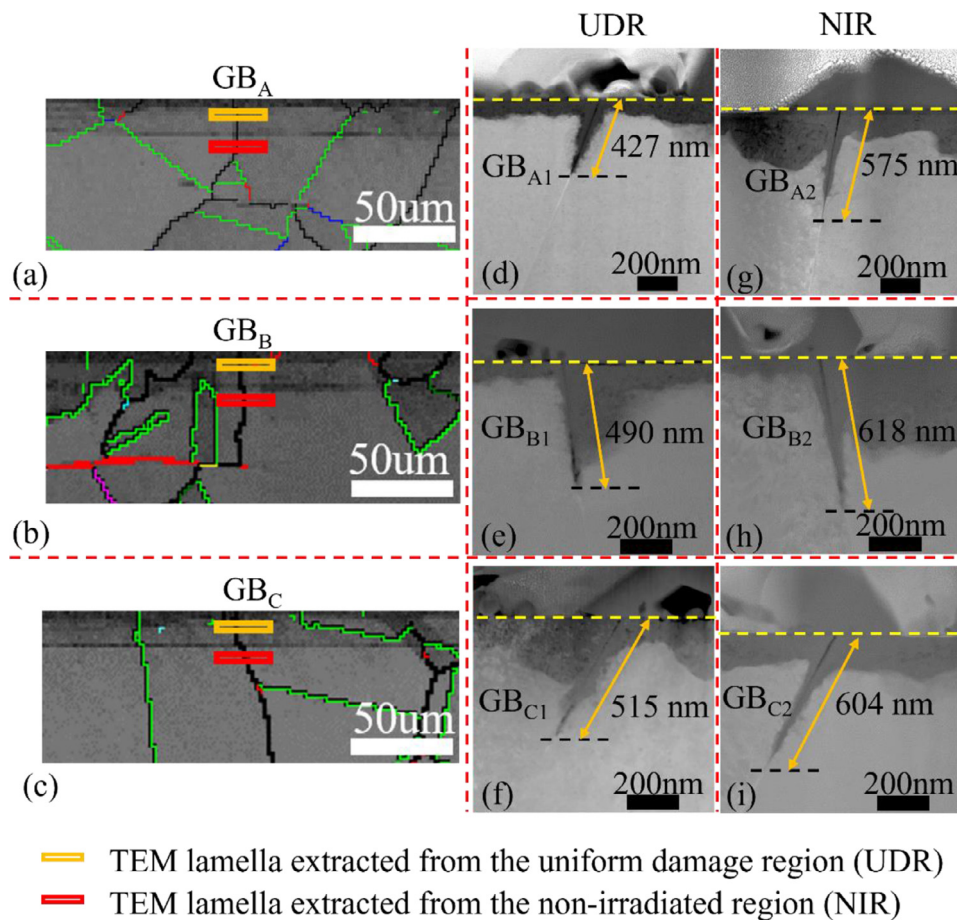 UDR
NIR
GBA
50um
(a)
GBA1
427 nm
200nm
(d)
GBA2
575 nm
200nm
(g)
GBB
50um
(b)
GBB1
490 nm
200nm
(e)
GBB2
618 nm
200nm
(h)
GBC
50um
(c)
GBC1
515 nm
200nm
(f)
GBC2
604 nm
200nm
(i)
TEM lamella extracted from the uniform damage region (UDR)
TEM lamella extracted from the non-irradiated region (NIR)